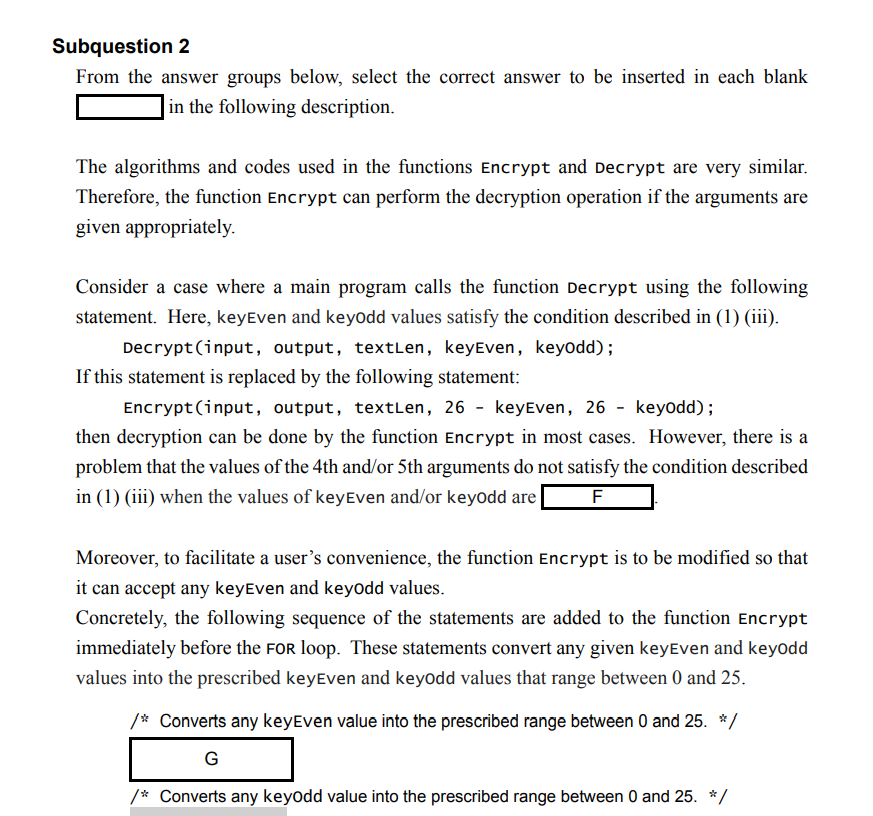 Subquestion 2
From the answer groups below, select the correct answer to be inserted in each blank
in the following description.
The algorithms and codes used in the functions Encrypt and Decrypt are very similar.
Therefore, the function Encrypt can perform the decryption operation if the arguments are
given appropriately.
Consider a case where a main program calls the function Decrypt using the following
statement. Here, keyEven and keyOdd values satisfy the condition described in (1) (iii).
Decrypt(input, output, textLen, keyEven, keyOdd);
If this statement is replaced by the following statement:
Encrypt(input, output, textLen, 26 - keyEven, 26 - keyOdd);
then decryption can be done by the function Encrypt in most cases. However, there is a
problem that the values of the 4th and/or 5th arguments do not satisfy the condition described
in (1) (iii) when the values of keyEven and/or keyOdd are F.
Moreover, to facilitate a user's convenience, the function Encrypt is to be modified so that
it can accept any keyEven and keyOdd values.
Concretely, the following sequence of the statements are added to the function Encrypt
immediately before the FOR loop. These statements convert any given keyEven and keyOdd
values into the prescribed keyEven and keyOdd values that range between 0 and 25.
/* Converts any keyEven value into the prescribed range between 0 and 25. */
G
/* Converts any keyOdd value into the prescribed range between 0 and 25. */